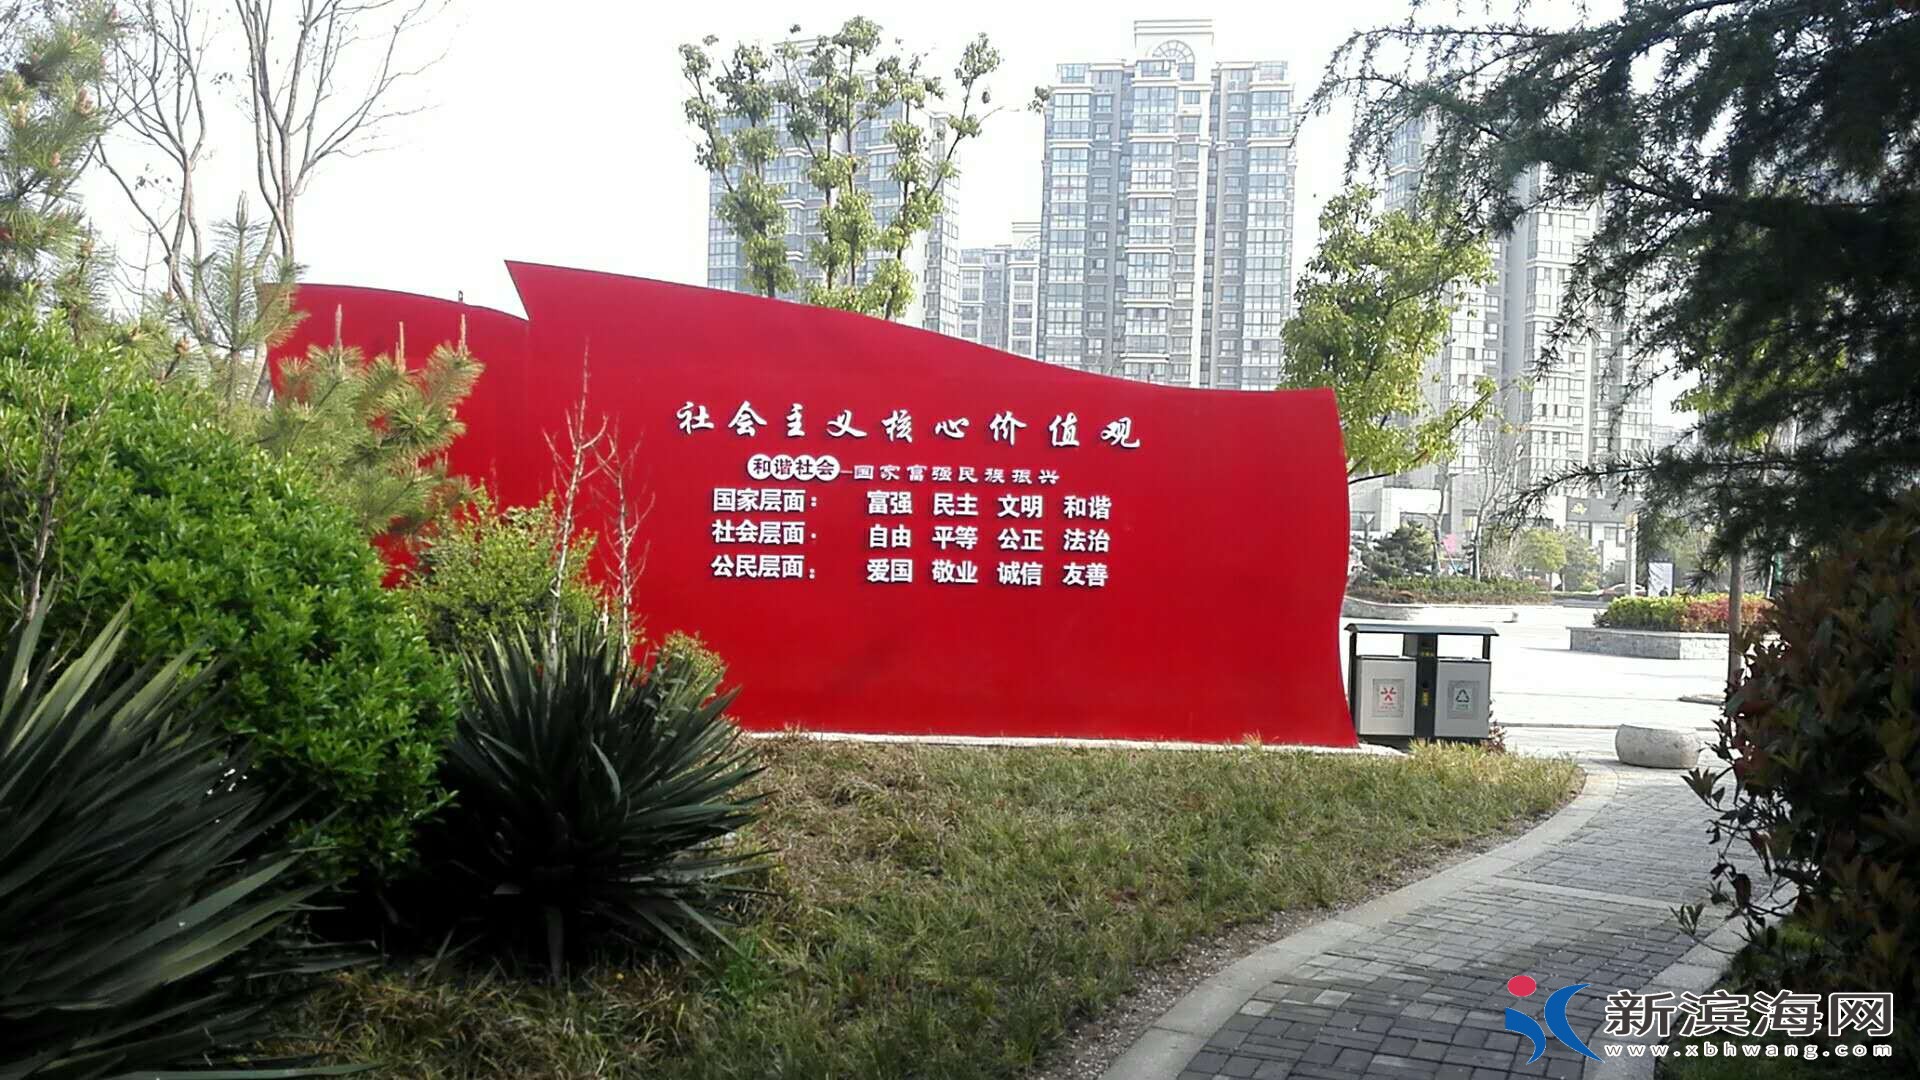 社会主义核心价值观
和谐社会-国家富强民族振兴
国家层面: 富强 民主 文明 和谐
社会层面· 自由 平等 公正 法治
公民层面: 爱国 敬业 诚信 友善
新滨海网
www.xbhwang.com